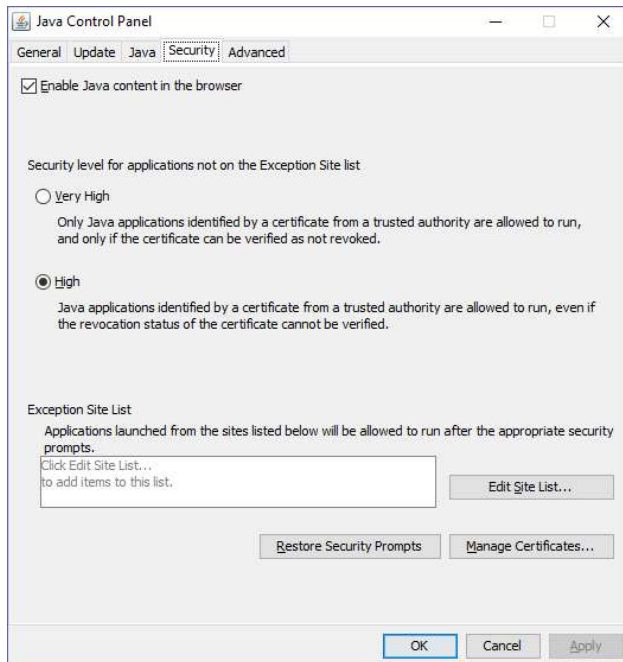 Java Control Panel
General Update Java Security Advanced
Enable Java content in the browser
Security level for applications not on the Exception Site list
Very High
Only Java applications identified by a certificate from a trusted authority are allowed to run,
and only if the certificate can be verified as not revoked.
High
Java applications identified by a certificate from a trusted authority are allowed to run, even if
the revocation status of the certificate cannot be verified.
Exception Site List
Applications launched from the sites listed below will be allowed to run after the appropriate security
prompts.
Click Edit Site List...
to add items to this list.
Edit Site List...
Restore Security Prompts Manage Certificates...
OK Cancel Apply